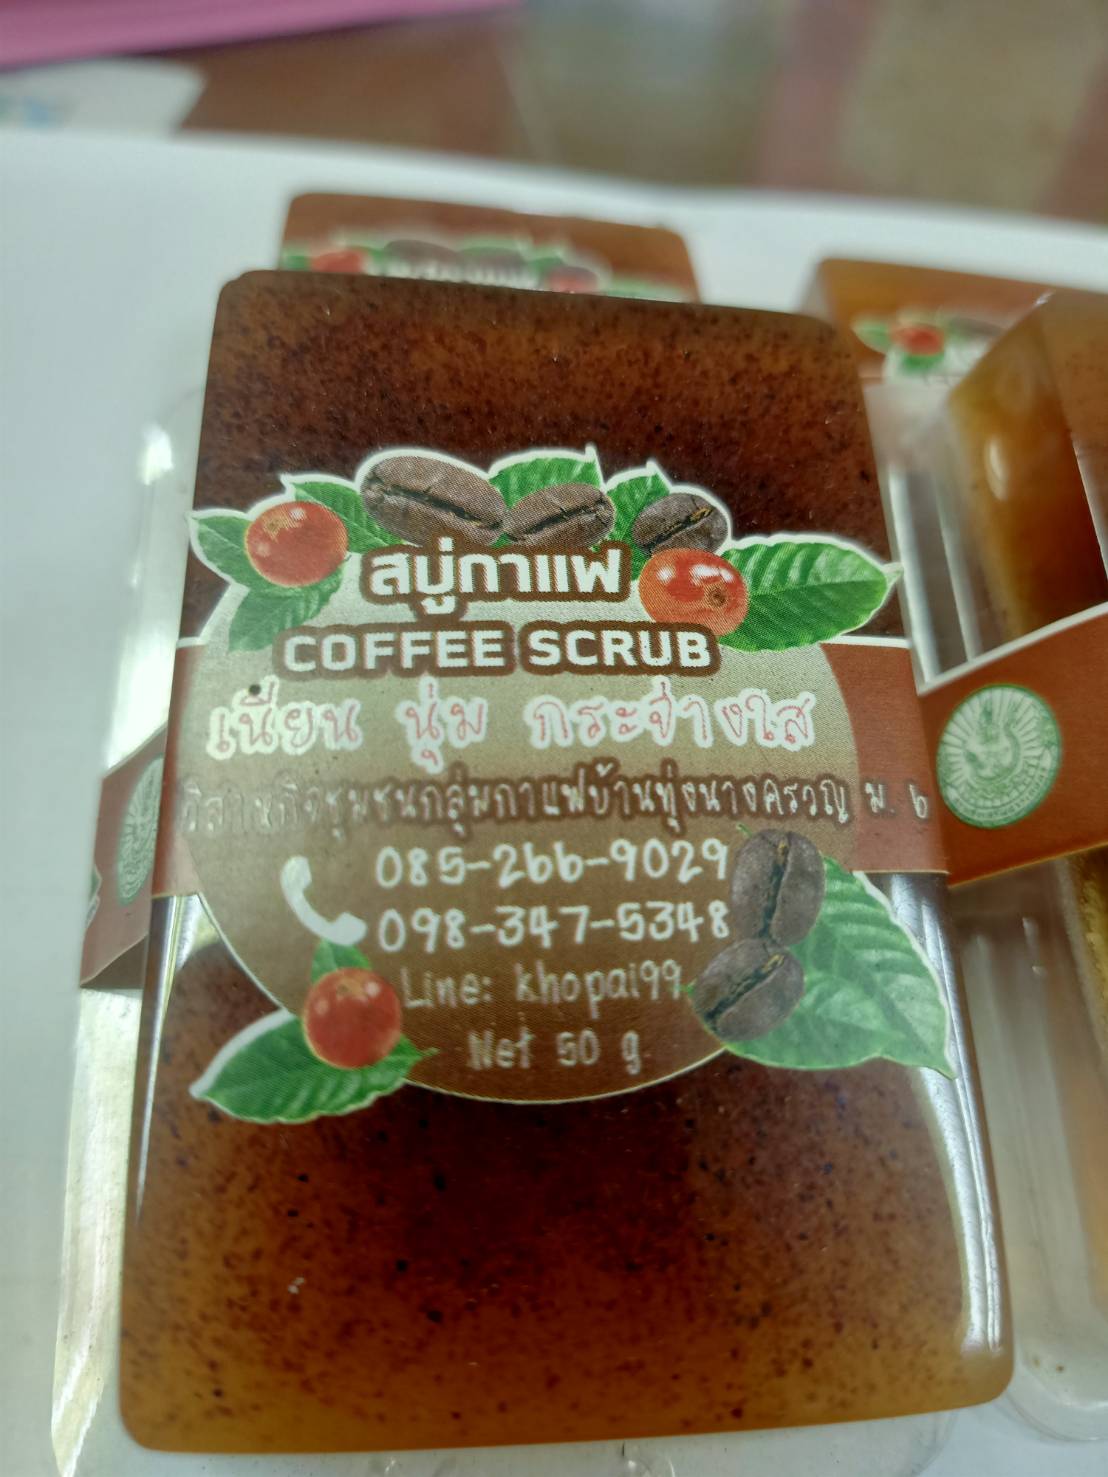 สบู่กาแฟ
COFFEE SCRUB
เนียน นุ่ม กระจ่างใส
วิสาหกิจชุมชนกลุ่มกาแฟบ้านทุ่งนางครวญ ม. ๖
085-266-9029
098-347-5348
Line: khopai99
Net 50 g.